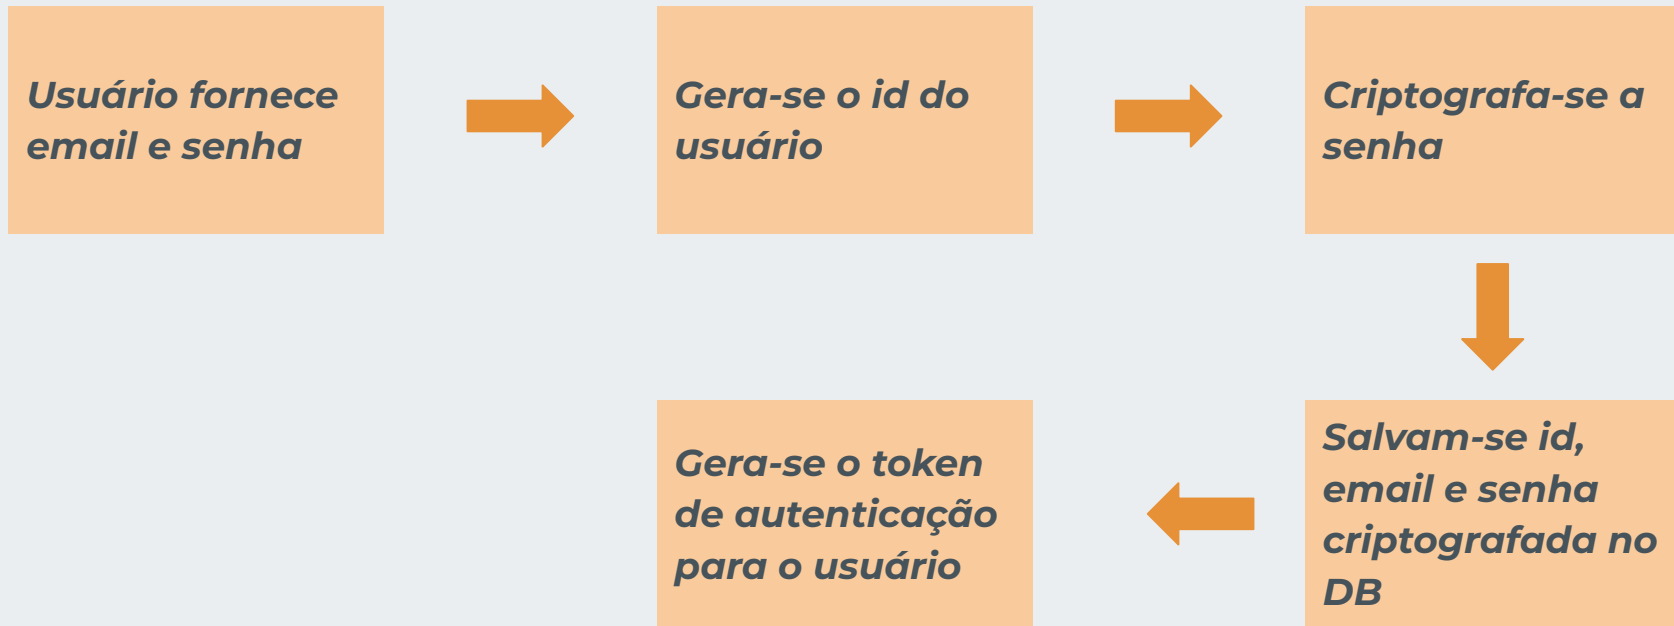 Usuário fornece
email e senha
Gera-se o id do
usuário
Criptografa-se a
senha
Salvam-se id,
email e senha
criptografada no
DB
Gera-se o token
de autenticação
para o usuário